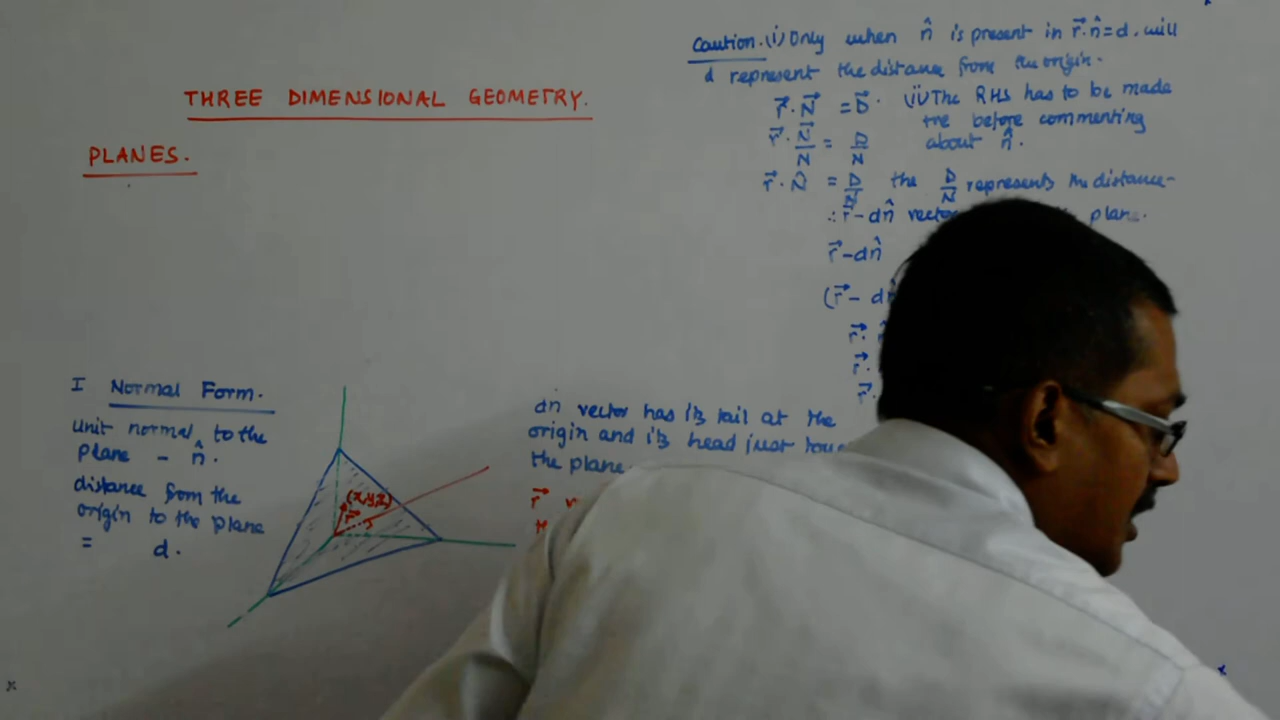 THREE DIMENSIONAL GEOMETRY.
PLANES.
Caution. (i) Only when n̂ is present in r⃗.n̂=d. will
d represent the distance from the origin.
r⃗.N⃗ = D⃗. (ii) The RHS has to be made
+ve before commenting
r⃗.N⃗/N = D/N about n̂.
r⃗.N̂ = D/N the D/N represents the distance-
∴ r⃗-dn̂ vector plane.
r⃗-dn̂
(r⃗-dn̂
r⃗.
r⃗.
r⃗.
I Normal Form.
Unit normal to the
plane - n̂.
distance from the
origin to the plane
= d.
(x,y,z)
r⃗
dn vector has its tail at the
origin and its head just
the plane
r⃗